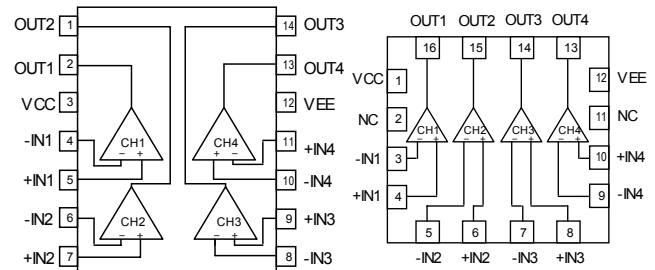 OUT2 1 14 OUT3
OUT1 2 13 OUT4
VCC 3 12 VEE
-IN1 4 CH1 CH4 11 +IN4
− + + −
+IN1 5 10 -IN4
-IN2 6 CH2 CH3 9 +IN3
− + − +
+IN2 7 8 -IN3
OUT1 OUT2 OUT3 OUT4
16 15 14 13
VCC 1 12 VEE
NC 2 11 NC
CH1 CH2 CH3 CH4
− + − + − + − +
-IN1 3 10 +IN4
+IN1 4 9 -IN4
5 6 7 8
-IN2 +IN2 -IN3 +IN3